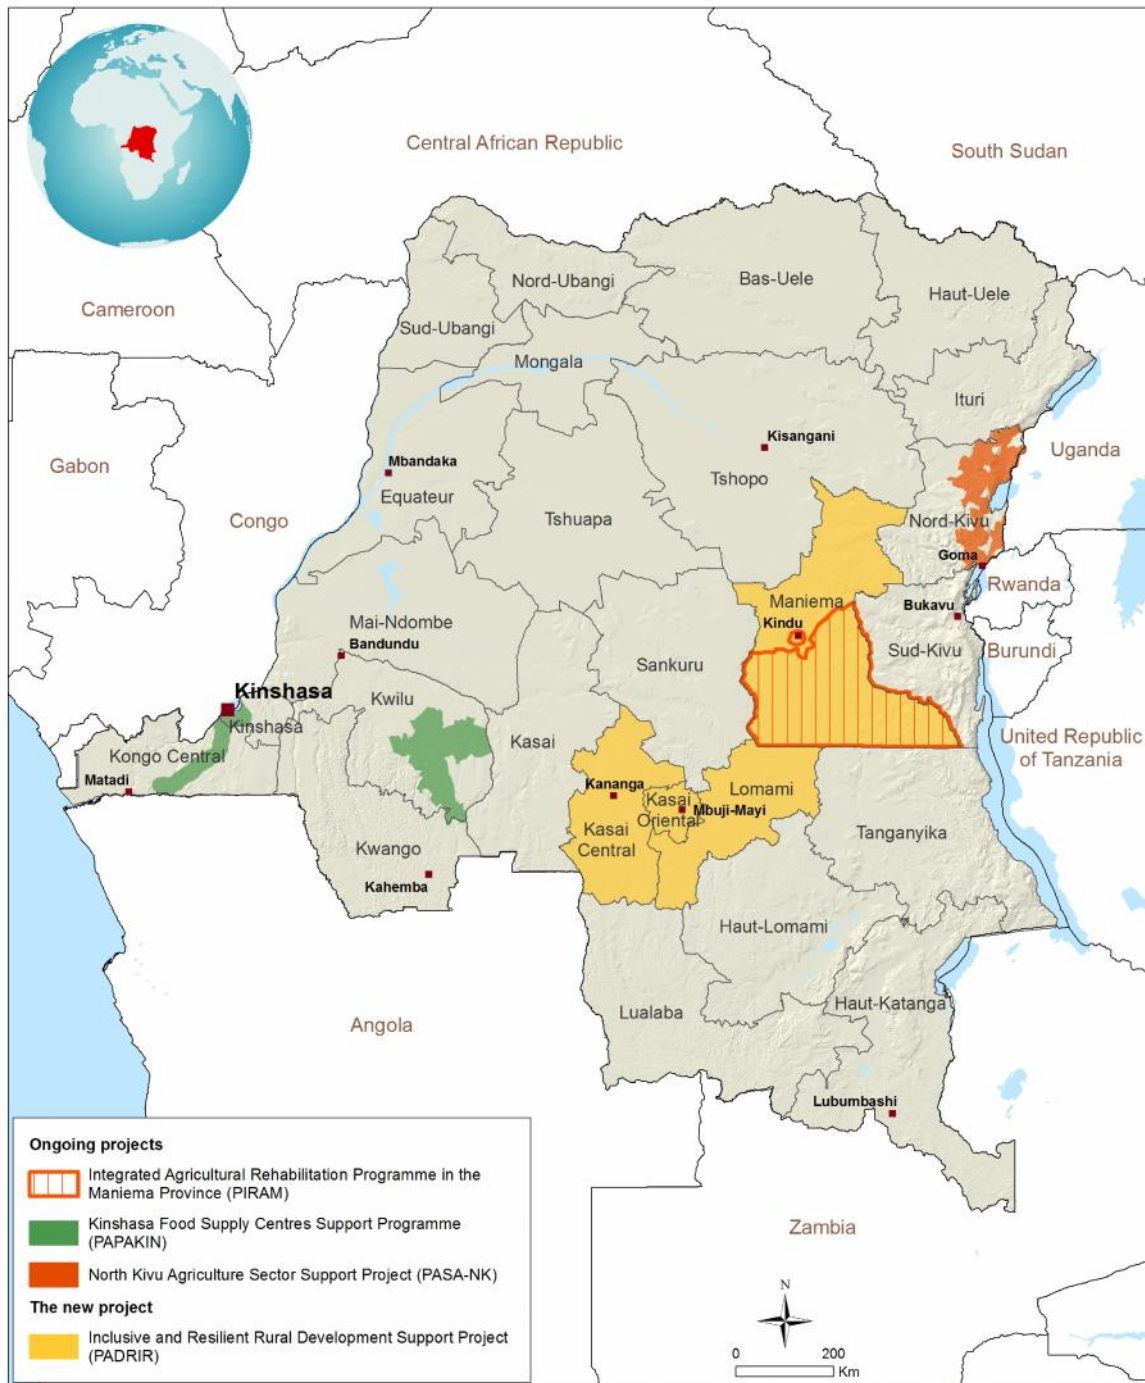 Central African Republic
South Sudan
Cameroon
Nord-Ubangi
Bas-Uele
Haut-Uele
Sud-Ubangi
Mongala
Ituri
Kisangani
Gabon
Mbandaka
Equateur
Tshopo
Uganda
Congo
Tshuapa
Nord-Kivu
Goma
Rwanda
Maniema
Bukavu
Mai-Ndombe
Kindu
Bandundu
Sud-Kivu
Burundi
Sankuru
Kinshasa
Kwilu
Kinshasa
Kasai
United Republic
of Tanzania
Kongo Central
Matadi
Kananga
Lomami
Kasai
Oriental
Mbuji-Mayi
Kasai
Central
Tanganyika
Kwango
Kahemba
Haut-Lomami
Haut-Katanga
Lualaba
Angola
Lubumbashi
Zambia
Ongoing projects
Integrated Agricultural Rehabilitation Programme in the
Maniema Province (PIRAM)
Kinshasa Food Supply Centres Support Programme
(PAPAKIN)
North Kivu Agriculture Sector Support Project (PASA-NK)
The new project
Inclusive and Resilient Rural Development Support Project
(PADRIR)
N
0 200
Km